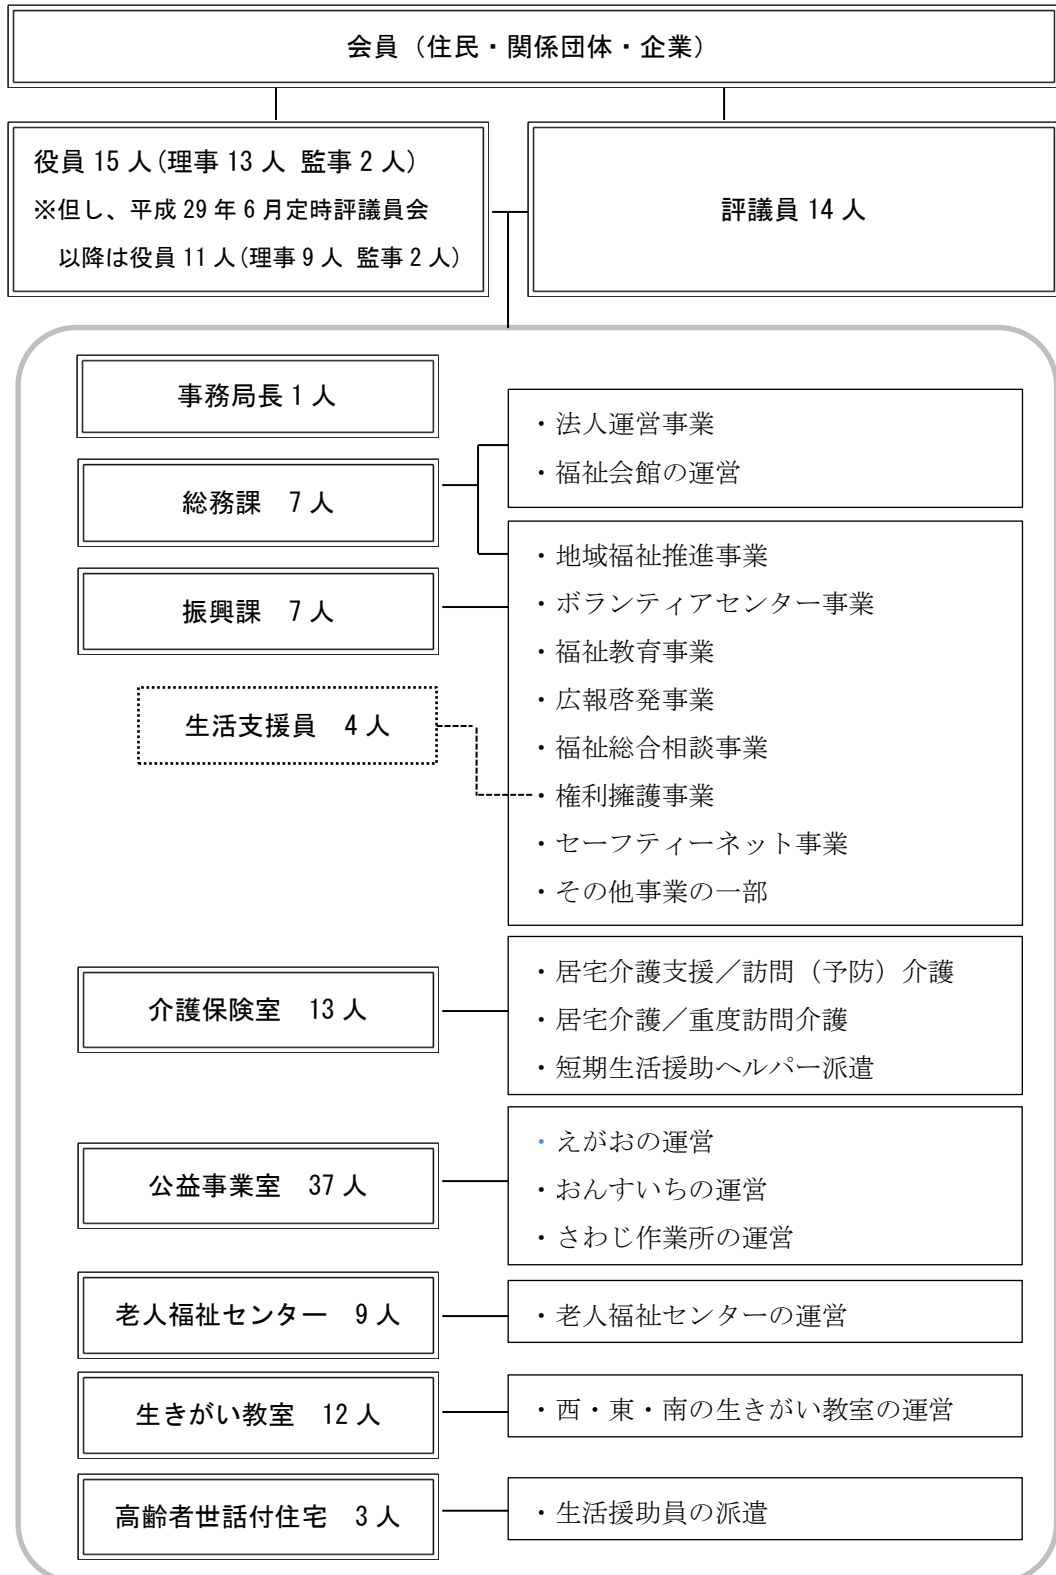 会員（住民・関係団体・企業）
役員 15 人(理事 13 人 監事 2 人)
※但し、平成 29 年 6 月定時評議員会
以降は役員 11 人(理事 9 人 監事 2 人)
評議員 14 人
事務局長 1 人
総務課　7 人
・法人運営事業
・福祉会館の運営
振興課　7 人
生活支援員　4 人
・地域福祉推進事業
・ボランティアセンター事業
・福祉教育事業
・広報啓発事業
・福祉総合相談事業
・権利擁護事業
・セーフティーネット事業
・その他事業の一部
介護保険室　13 人
・居宅介護支援／訪問（予防）介護
・居宅介護／重度訪問介護
・短期生活援助ヘルパー派遣
公益事業室　37 人
・えがおの運営
・おんすいちの運営
・さわじ作業所の運営
老人福祉センター　9 人
・老人福祉センターの運営
生きがい教室　12 人
・西・東・南の生きがい教室の運営
高齢者世話付住宅　3 人
・生活援助員の派遣